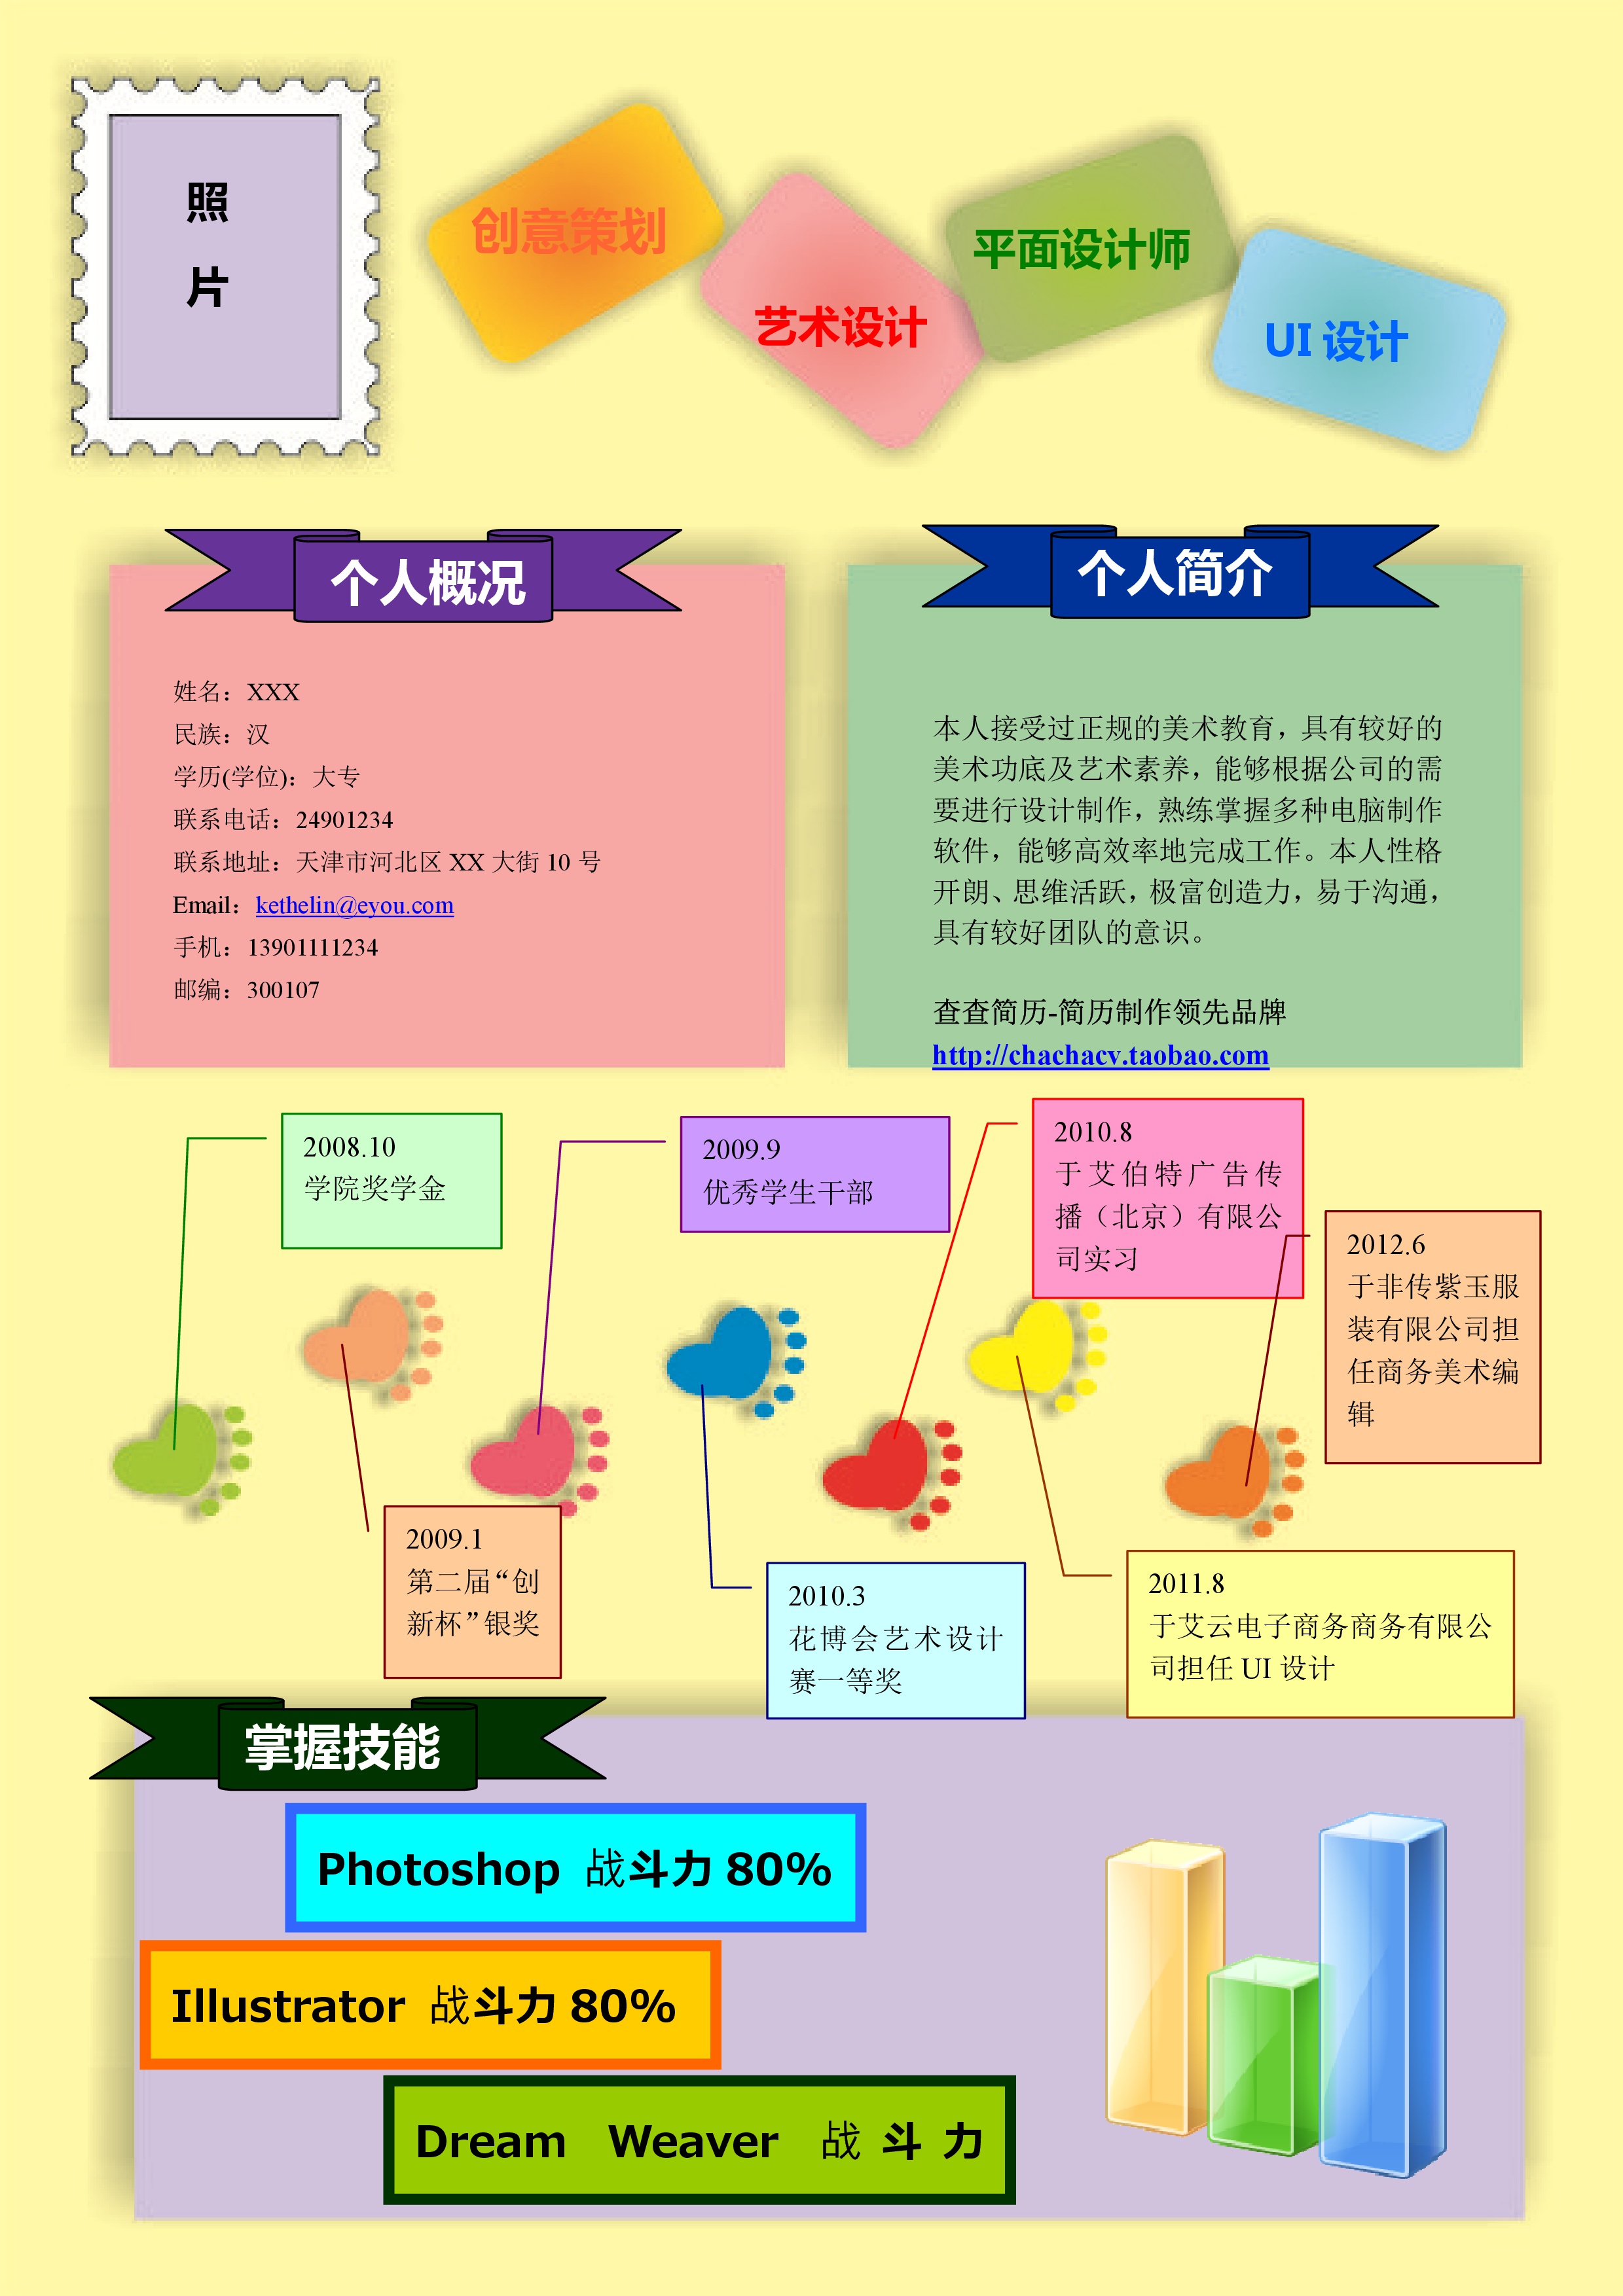 照
片
创意策划
艺术设计
平面设计师
UI 设计
个人概况
姓名：XXX
民族：汉
学历(学位)：大专
联系电话：24901234
联系地址：天津市河北区 XX 大街 10 号
Email：kethelin@eyou.com
手机：13901111234
邮编：300107
个人简介
本人接受过正规的美术教育，具有较好的
美术功底及艺术素养，能够根据公司的需
要进行设计制作，熟练掌握多种电脑制作
软件，能够高效率地完成工作。本人性格
开朗、思维活跃，极富创造力，易于沟通，
具有较好团队的意识。
查查简历-简历制作领先品牌
http://chachacv.taobao.com
2008.10
学院奖学金
2009.1
第二届“创
新杯”银奖
2009.9
优秀学生干部
2010.3
花博会艺术设计
赛一等奖
2010.8
于艾伯特广告传
播（北京）有限公
司实习
2011.8
于艾云电子商务商务有限公
司担任 UI 设计
2012.6
于非传紫玉服
装有限公司担
任商务美术编
辑
掌握技能
Photoshop 战斗力 80%
Illustrator 战斗力 80%
Dream Weaver 战 斗 力